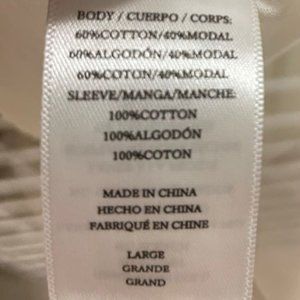 BODY / CUERPO / CORPS:
60%COTTON/40%MODAL
60%ALGODÓN/40%MODAL
60%COTON/40%MODAL
SLEEVE/MANGA/MANCHE:
100%COTTON
100%ALGODÓN
100%COTON
MADE IN CHINA
HECHO EN CHINA
FABRIQUÉ EN CHINE
LARGE
GRANDE
GRAND